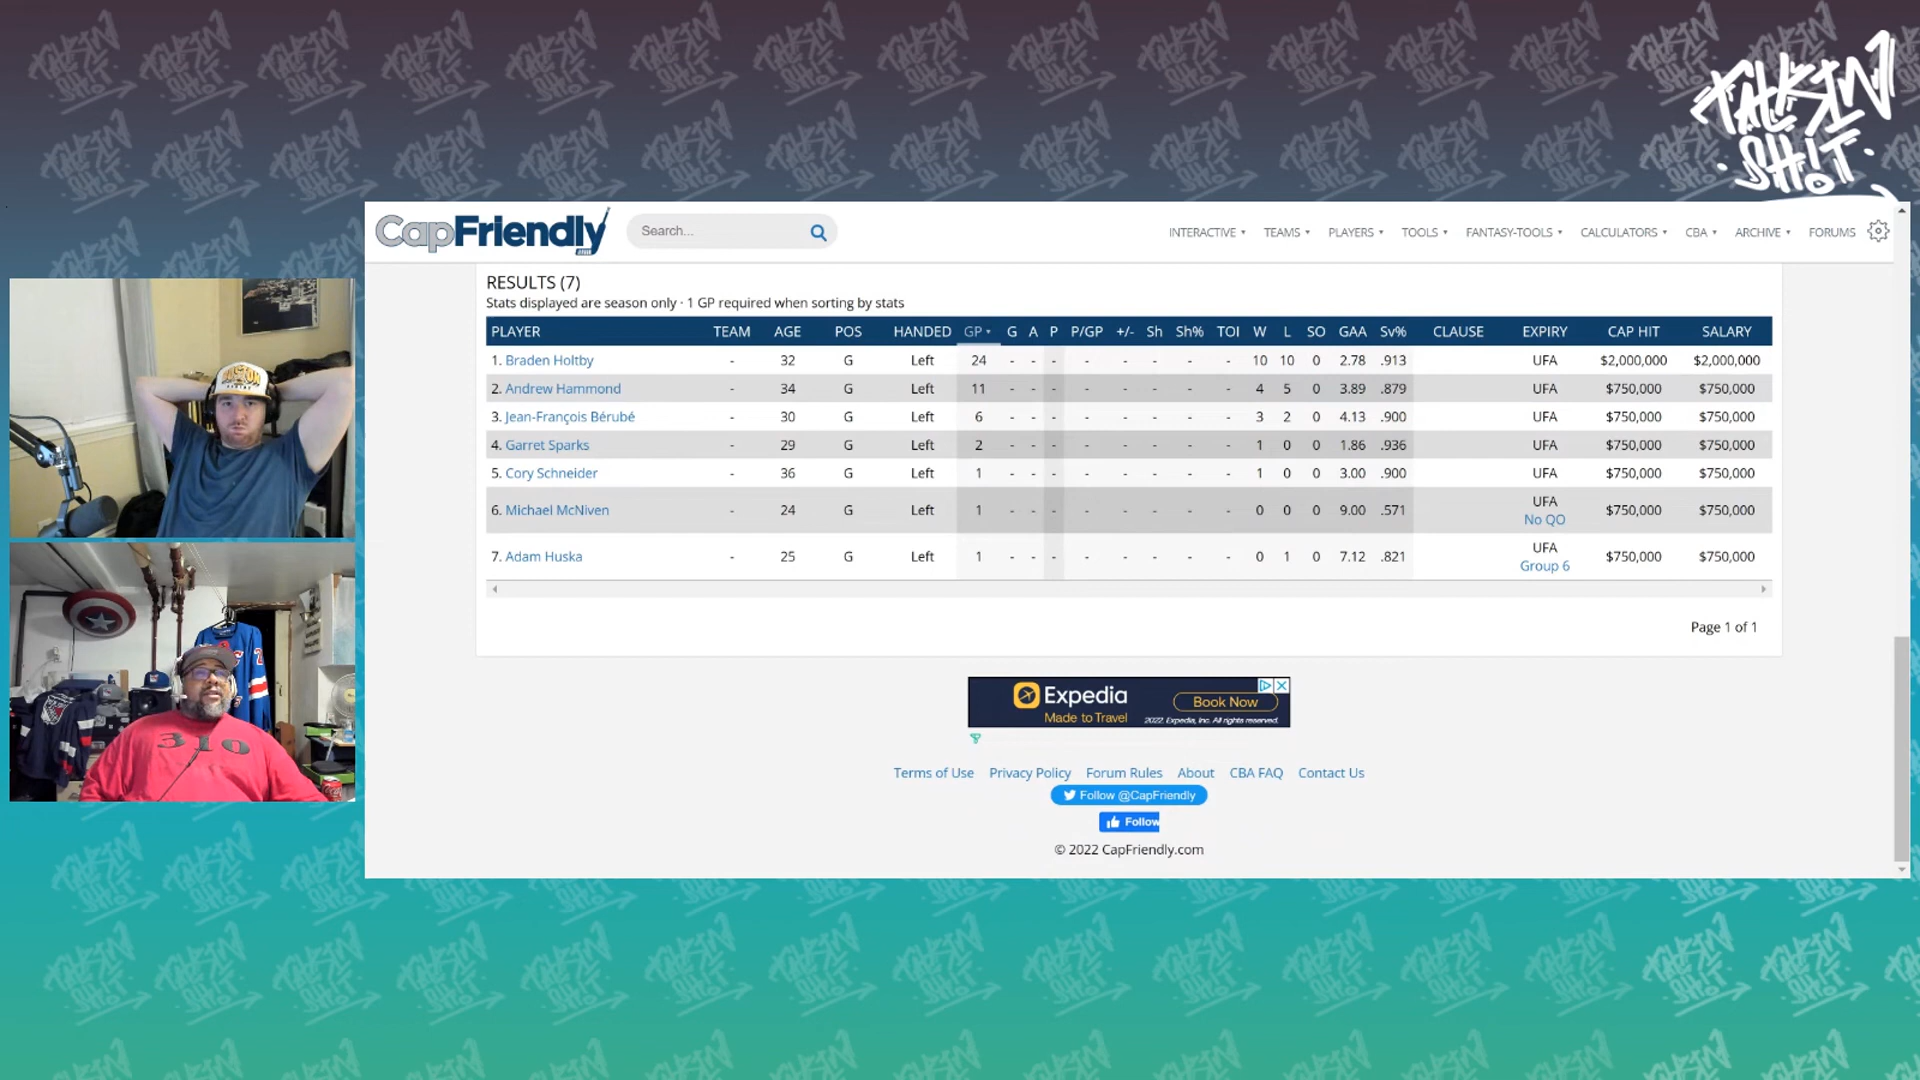 TALKIN
SH!T
CapFriendly
Search...
INTERACTIVE TEAMS PLAYERS TOOLS FANTASY-TOOLS CALCULATORS CBA ARCHIVE FORUMS
RESULTS (7)
Stats displayed are season only · 1 GP required when sorting by stats
PLAYER TEAM AGE POS HANDED GP G A P P/GP +/- Sh Sh% TOI W L SO GAA Sv% CLAUSE EXPIRY CAP HIT SALARY
1. Braden Holtby - 32 G Left 24 - - - - - - - - 10 10 0 2.78 .913 UFA $2,000,000 $2,000,000
2. Andrew Hammond - 34 G Left 11 - - - - - - - - 4 5 0 3.89 .879 UFA $750,000 $750,000
3. Jean-François Bérubé - 30 G Left 6 - - - - - - - - 3 2 0 4.13 .900 UFA $750,000 $750,000
4. Garret Sparks - 29 G Left 2 - - - - - - - - 1 0 0 1.86 .936 UFA $750,000 $750,000
5. Cory Schneider - 36 G Left 1 - - - - - - - - 1 0 0 3.00 .900 UFA $750,000 $750,000
6. Michael McNiven - 24 G Left 1 - - - - - - - - 0 0 0 9.00 .571 UFA No QO $750,000 $750,000
7. Adam Huska - 25 G Left 1 - - - - - - - - 0 1 0 7.12 .821 UFA Group 6 $750,000 $750,000
Page 1 of 1
Expedia
Made to Travel
Book Now
2022 Expedia, Inc. All rights reserved.
Terms of Use Privacy Policy Forum Rules About CBA FAQ Contact Us
Follow @CapFriendly
Follow
© 2022 CapFriendly.com
310